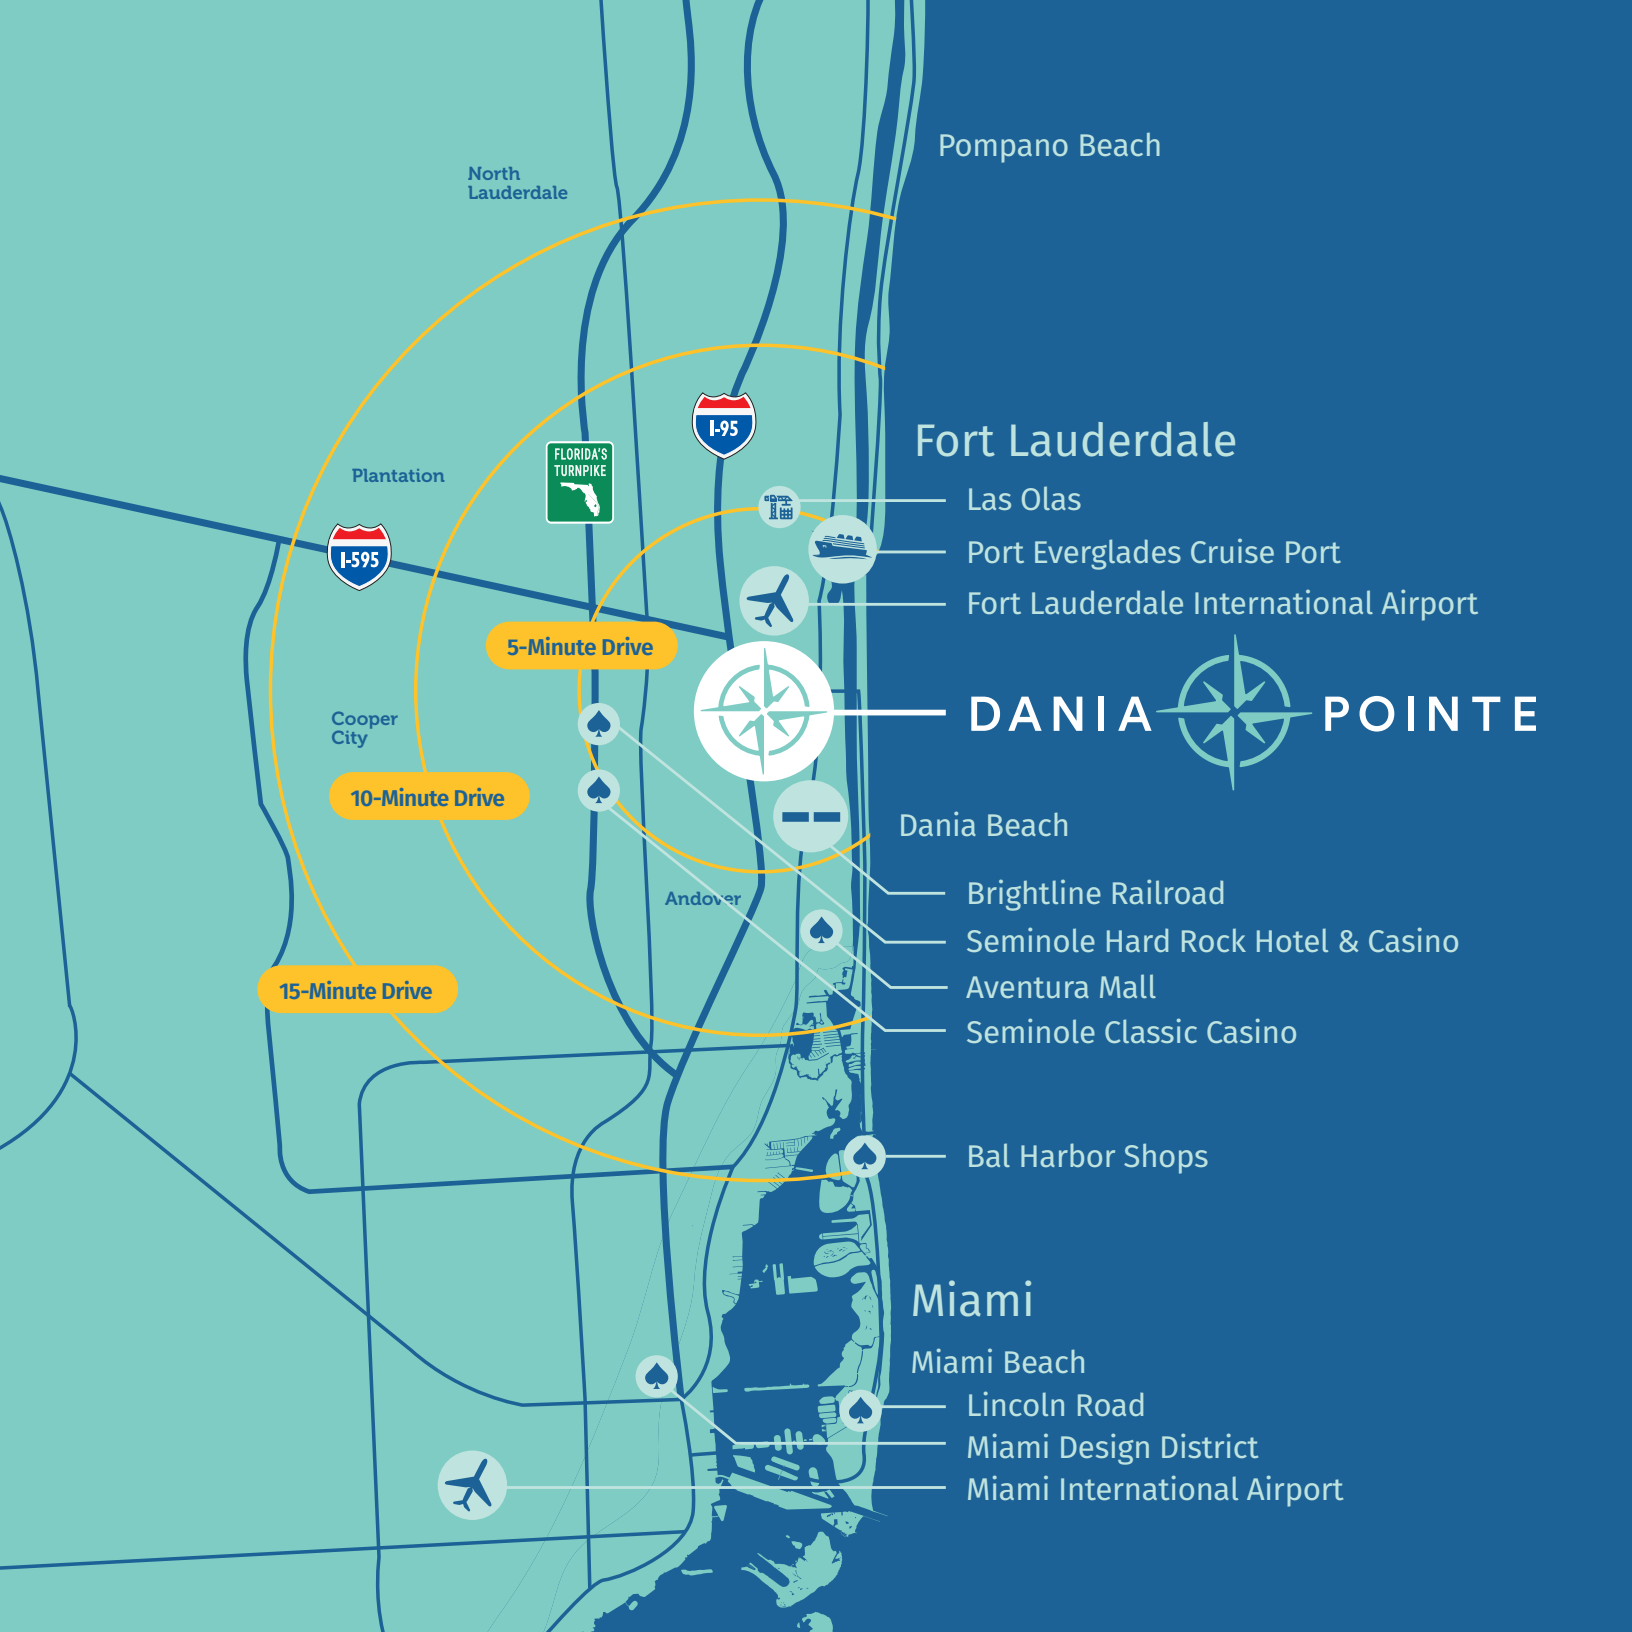 Pompano Beach
North
Lauderdale
I-95
Fort Lauderdale
FLORIDA'S
TURNPIKE
Plantation
Las Olas
I-595
Port Everglades Cruise Port
Fort Lauderdale International Airport
5-Minute Drive
DANIA POINTE
Cooper
City
10-Minute Drive
Dania Beach
Andover
Brightline Railroad
Seminole Hard Rock Hotel & Casino
15-Minute Drive
Aventura Mall
Seminole Classic Casino
Bal Harbor Shops
Miami
Miami Beach
Lincoln Road
Miami Design District
Miami International Airport